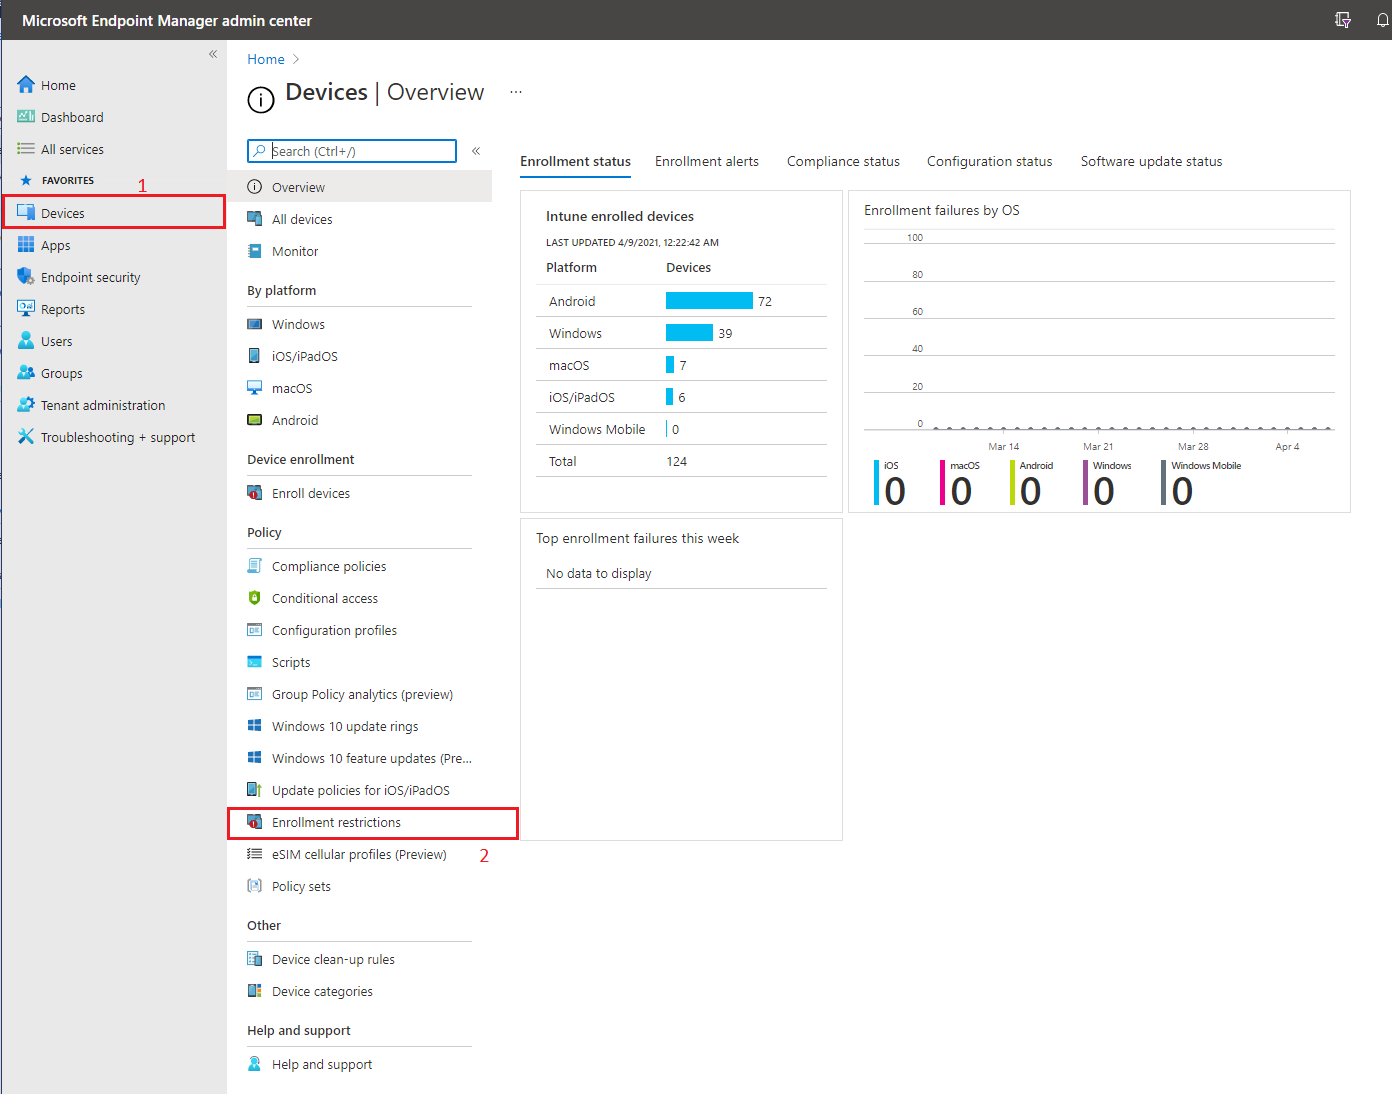 Microsoft Endpoint Manager admin center
«
Home
Dashboard
All services
FAVORITES
1
Devices
Apps
Endpoint security
Reports
Users
Groups
Tenant administration
Troubleshooting + support
Home >
Devices | Overview ...
Search (Ctrl+/) «
Overview
All devices
Monitor
By platform
Windows
iOS/iPadOS
macOS
Android
Device enrollment
Enroll devices
Policy
Compliance policies
Conditional access
Configuration profiles
Scripts
Group Policy analytics (preview)
Windows 10 update rings
Windows 10 feature updates (Pre...
Update policies for iOS/iPadOS
Enrollment restrictions
eSIM cellular profiles (Preview) 2
Policy sets
Other
Device clean-up rules
Device categories
Help and support
Help and support
Enrollment status Enrollment alerts Compliance status Configuration status Software update status
Intune enrolled devices
LAST UPDATED 4/9/2021, 12:22:42 AM
Platform Devices
Android 72
Windows 39
macOS 7
iOS/iPadOS 6
Windows Mobile 0
Total 124
Enrollment failures by OS
100
80
60
40
20
0
Mar 14 Mar 21 Mar 28 Apr 4
iOS macOS Android Windows Windows Mobile
0 0 0 0 0
Top enrollment failures this week
No data to display